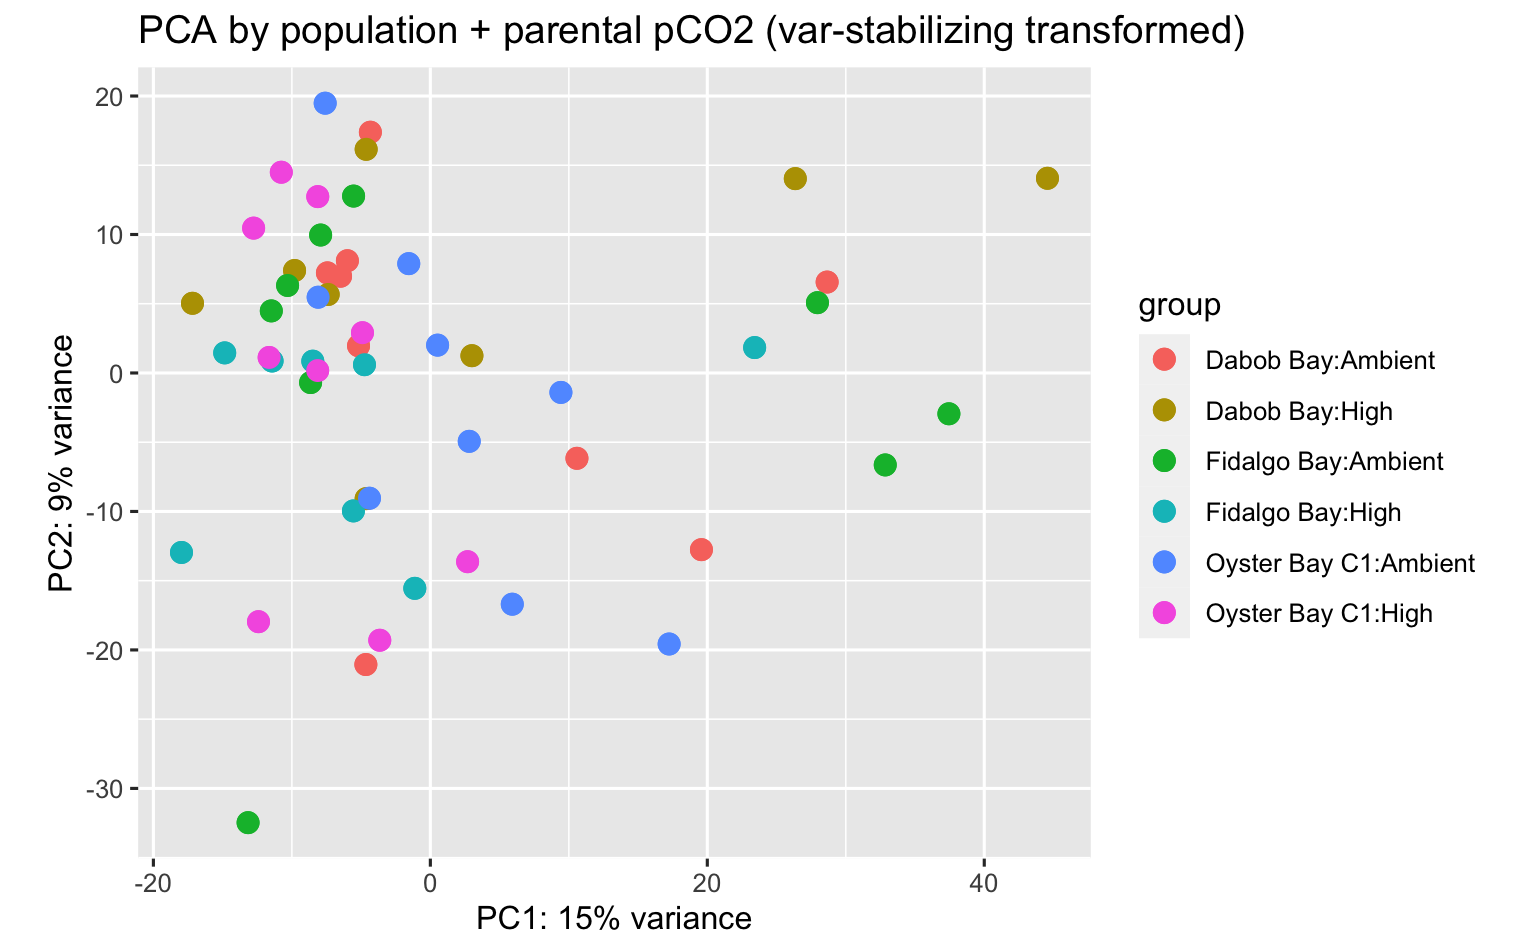 PCA by population + parental pCO2 (var-stabilizing transformed)
20
10
0
-10
-20
-30
PC2: 9% variance
-20
0
20
40
PC1: 15% variance
group
Dabob Bay:Ambient
Dabob Bay:High
Fidalgo Bay:Ambient
Fidalgo Bay:High
Oyster Bay C1:Ambient
Oyster Bay C1:High